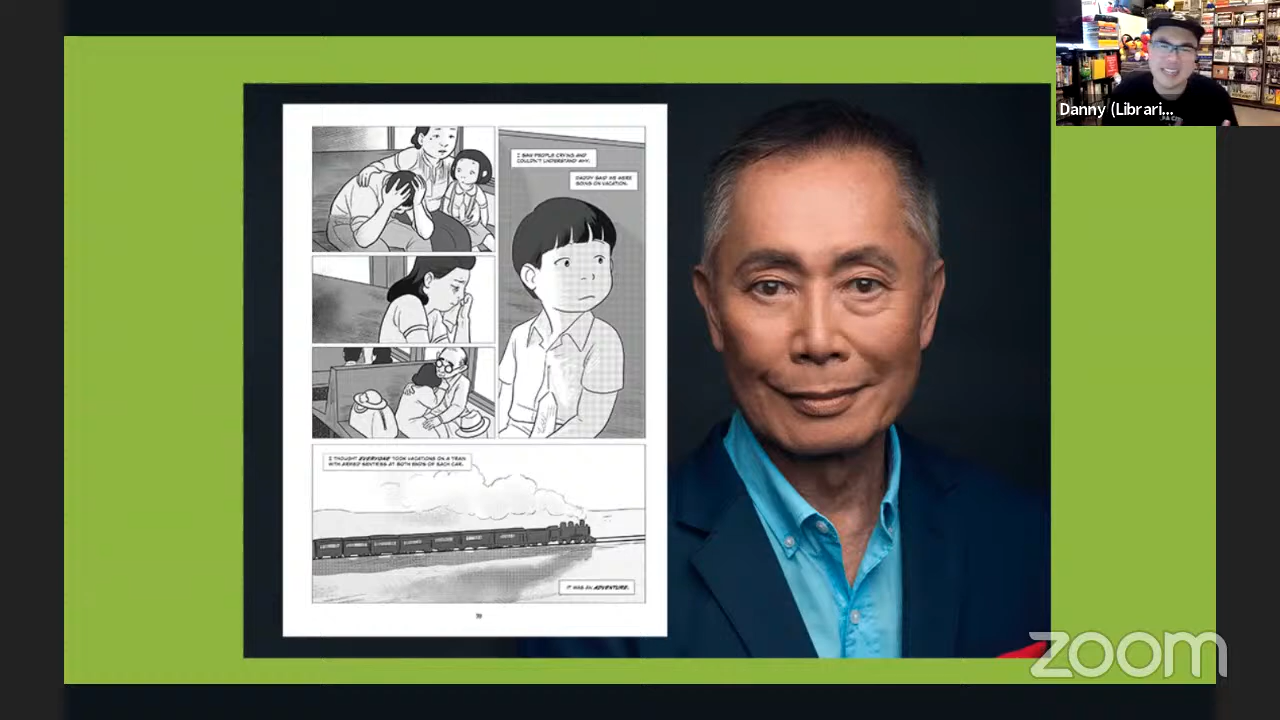 Danny (Librari...
I SAW PEOPLE CRYING AND
COULDN'T UNDERSTAND WHY.
DADDY SAID WE WERE
GOING ON VACATION.
I THOUGHT EVERYONE TOOK VACATIONS ON A TRAIN
WITH ARMED SENTRIES AT BOTH ENDS OF EACH CAR.
IT WAS AN ADVENTURE.
zoom